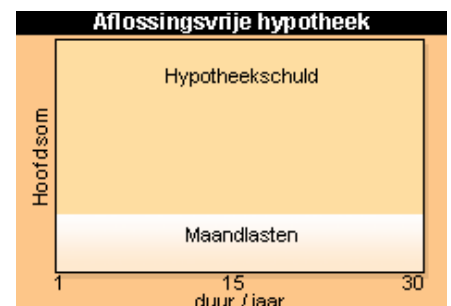 Aflossingsvrije hypotheek
Hypotheekschuld
Hoofdsom
Maandlasten
1 15 30
duur / jaar